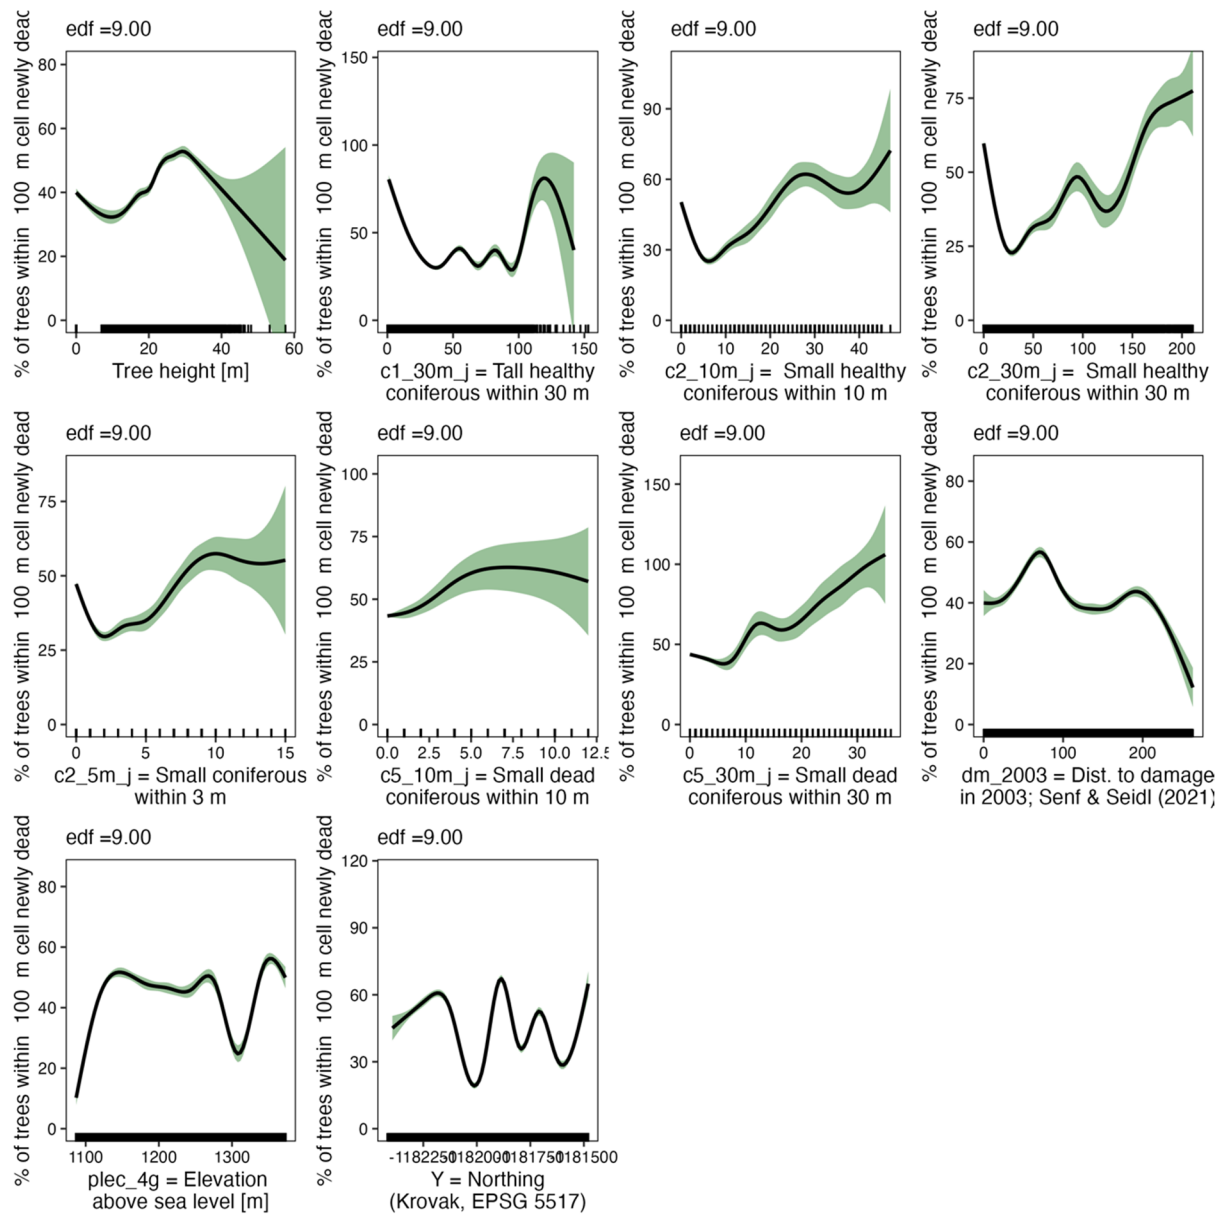 edf =9.00
% of trees within 100 m cell newly dead
80
60
40
20
0
0 20 40 60
Tree height [m]
edf =9.00
% of trees within 100 m cell newly dead
150
100
50
0
0 50 100 150
c1_30m_j = Tall healthy
coniferous within 30 m
edf =9.00
% of trees within 100 m cell newly dead
90
60
30
0
0 10 20 30 40
c2_10m_j = Small healthy
coniferous within 10 m
edf =9.00
% of trees within 100 m cell newly dead
75
50
25
0
0 50 100 150 200
c2_30m_j = Small healthy
coniferous within 30 m
edf =9.00
% of trees within 100 m cell newly dead
75
50
25
0
0 5 10 15
c2_5m_j = Small coniferous
within 3 m
edf =9.00
% of trees within 100 m cell newly dead
100
75
50
25
0
0.0 2.5 5.0 7.5 10.0 12.5
c5_10m_j = Small dead
coniferous within 10 m
edf =9.00
% of trees within 100 m cell newly dead
150
100
50
0
0 10 20 30
c5_30m_j = Small dead
coniferous within 30 m
edf =9.00
% of trees within 100 m cell newly dead
80
60
40
20
0
0 100 200
dm_2003 = Dist. to damage
in 2003; Senf & Seidl (2021)
edf =9.00
% of trees within 100 m cell newly dead
80
60
40
20
0
1100 1200 1300
plec_4g = Elevation
above sea level [m]
edf =9.00
% of trees within 100 m cell newly dead
120
90
60
30
0
-1182250 -1182000 -1181750 -1181500
Y = Northing
(Krovak, EPSG 5517)